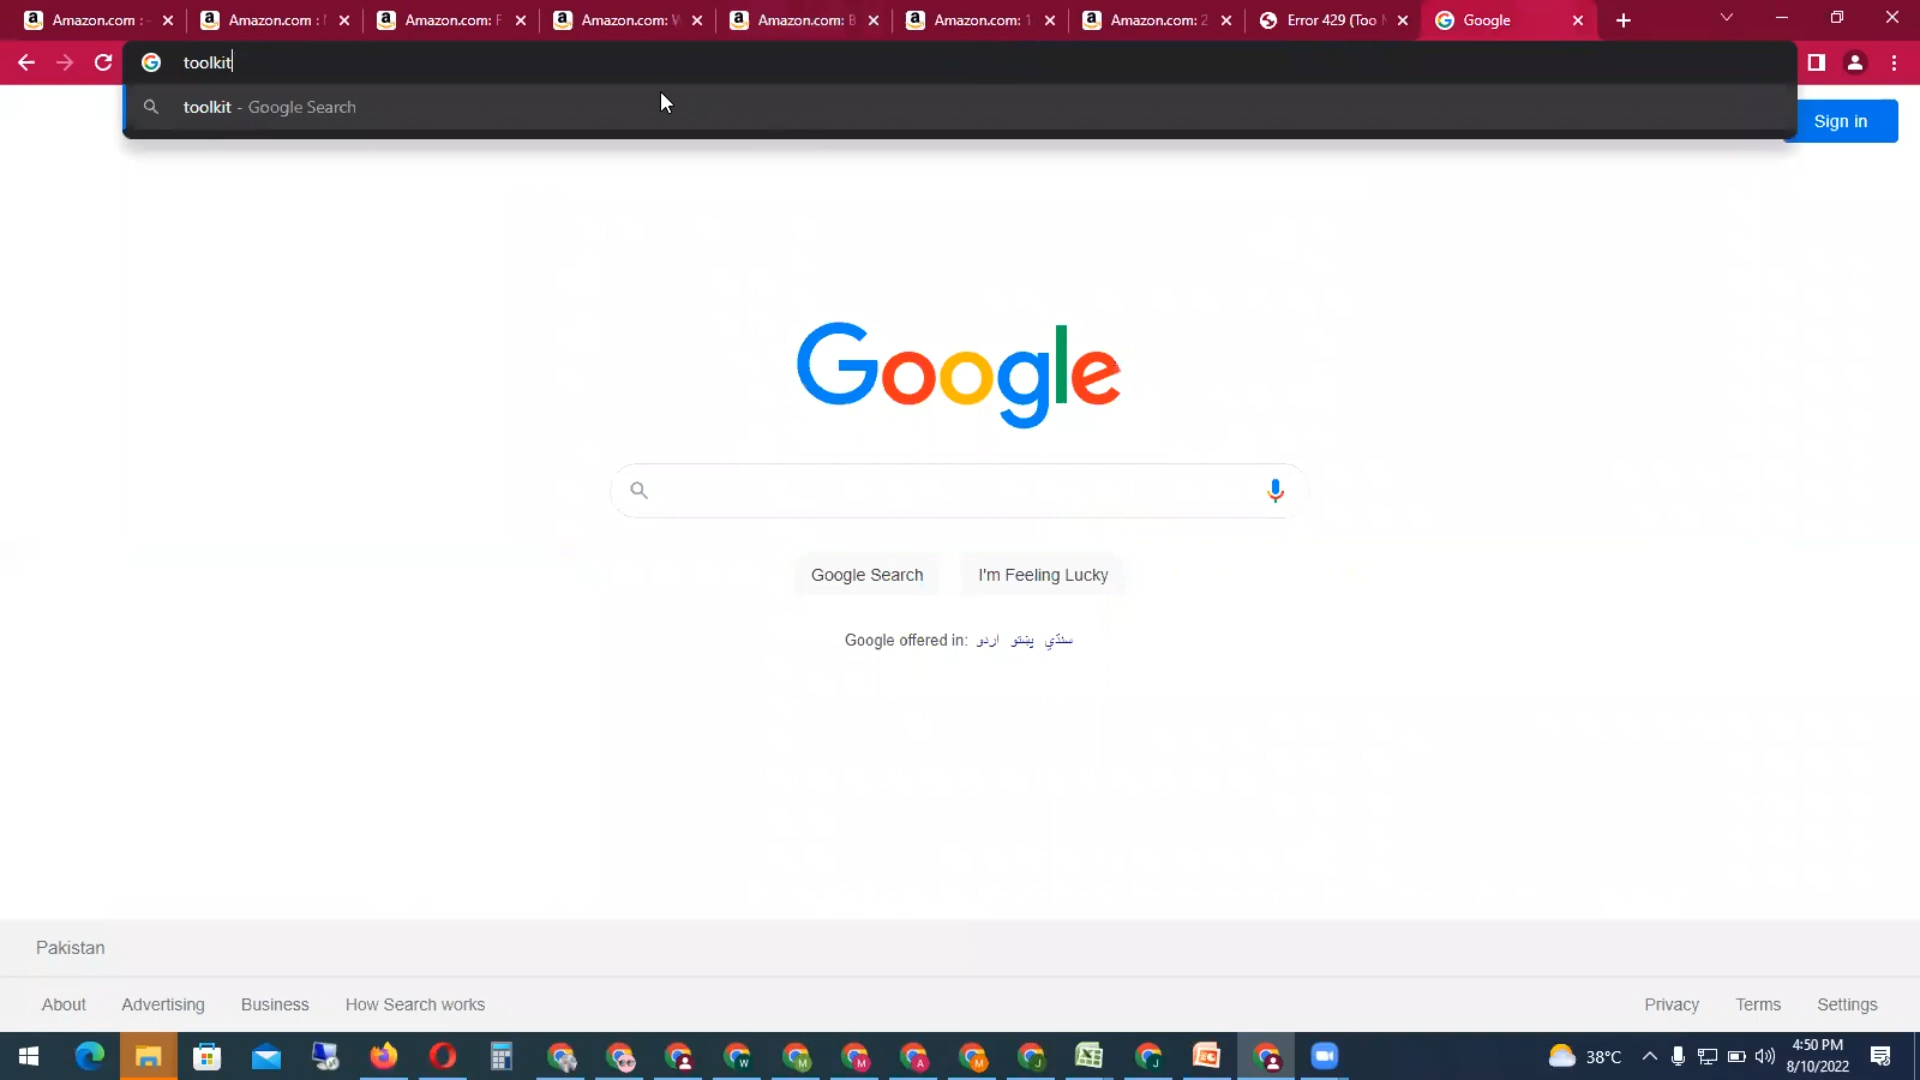 Amazon.com : Amazon.com : Amazon.com: F Amazon.com: W Amazon.com: B Amazon.com: 1 Amazon.com: 2 Error 429 (Too Google
toolkit
toolkit - Google Search
Sign in
Google
Google Search I'm Feeling Lucky
Google offered in: اردو پښتو سنڌي
Pakistan
About Advertising Business How Search works Privacy Terms Settings
38°C 4:50 PM
8/10/2022